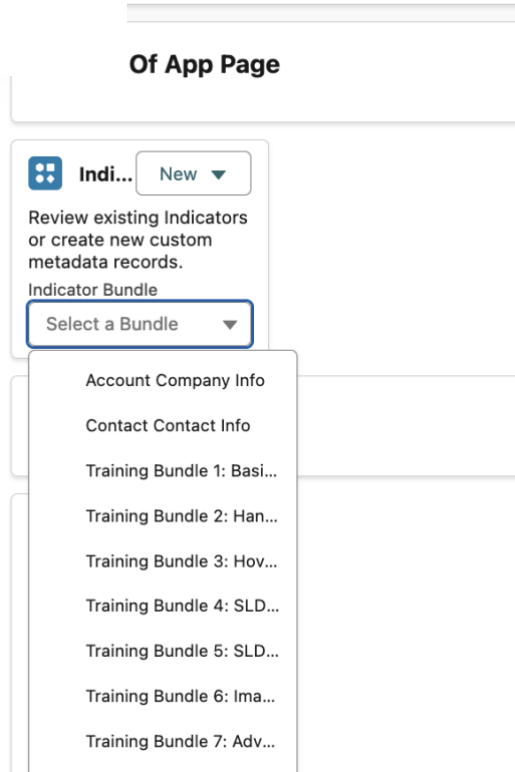 Of App Page
Indi...
New
Review existing Indicators
or create new custom
metadata records.
Indicator Bundle
Select a Bundle
Account Company Info
Contact Contact Info
Training Bundle 1: Basi...
Training Bundle 2: Han...
Training Bundle 3: Hov...
Training Bundle 4: SLD...
Training Bundle 5: SLD...
Training Bundle 6: Ima...
Training Bundle 7: Adv...